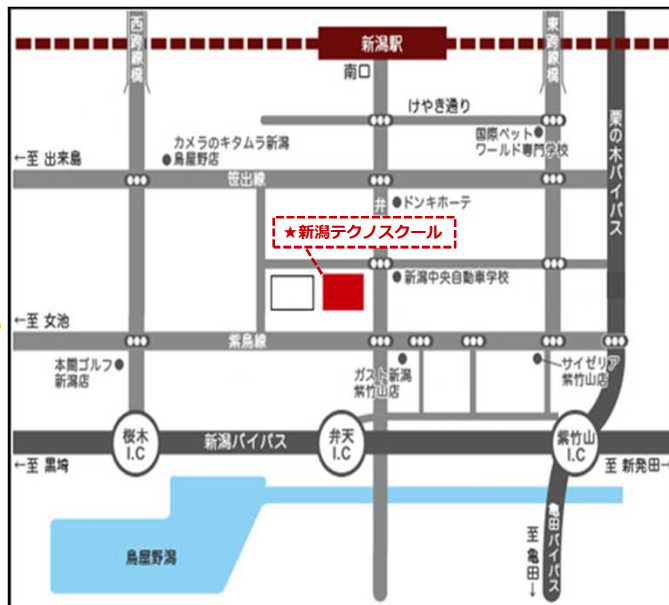 西跨線橋
新潟駅
東跨線橋
南口
けやき通り
栗の木バイパス
カメラのキタムラ新潟
鳥屋野店
国際ペット
ワールド専門学校
←至 出来島
笹出線
弁
ドンキホーテ
★新潟テクノスクール
新潟中央自動車学校
←至 女池
紫鳥線
本間ゴルフ
新潟店
ガスト新潟
紫竹山店
サイゼリア
紫竹山店
桜木
I.C
新潟バイパス
弁天
I.C
紫竹山
I.C
←至 黒埼
至 新発田→
鳥屋野潟
至 亀田→
亀田バイパス